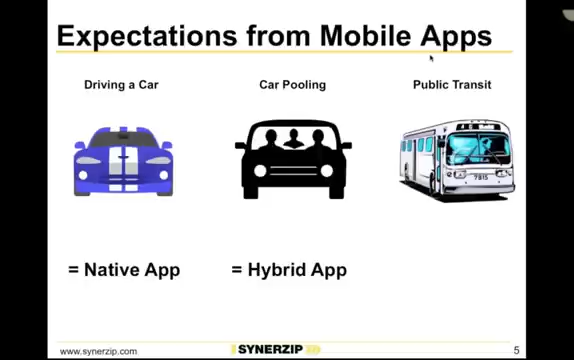 Expectations from Mobile Apps
Driving a Car
Car Pooling
Public Transit
7815
= Native App
= Hybrid App
www.synerzip.com
SYNERZIP
5